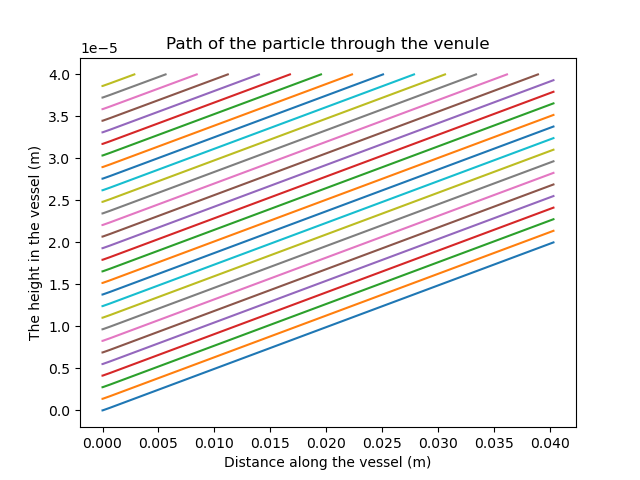 Path of the particle through the venule
1e−5
4.0
3.5
3.0
2.5
2.0
1.5
1.0
0.5
0.0
The height in the vessel (m)
0.000 0.005 0.010 0.015 0.020 0.025 0.030 0.035 0.040
Distance along the vessel (m)